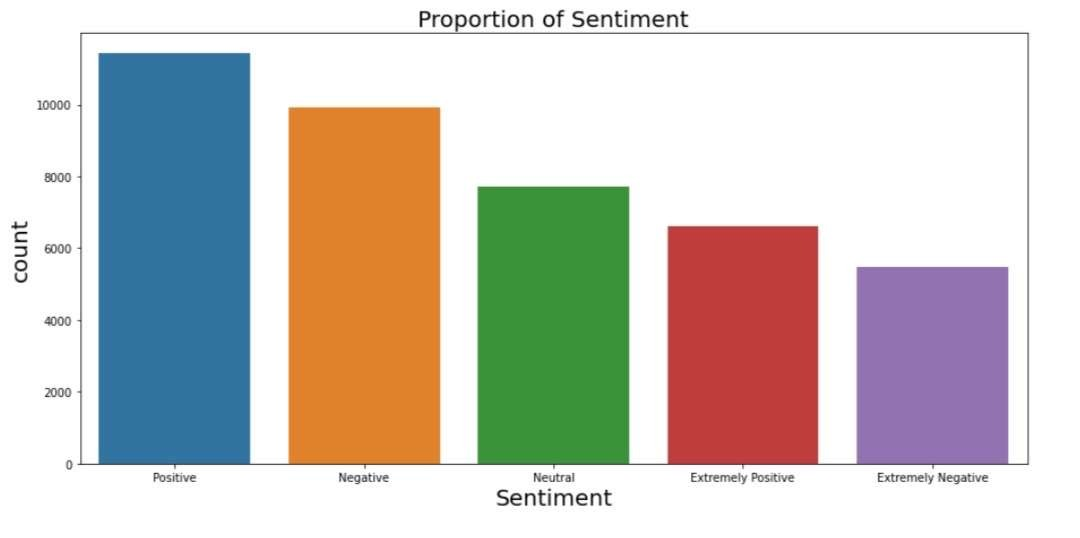 Proportion of Sentiment
count
10000
8000
6000
4000
2000
0
Positive Negative Neutral Extremely Positive Extremely Negative
Sentiment